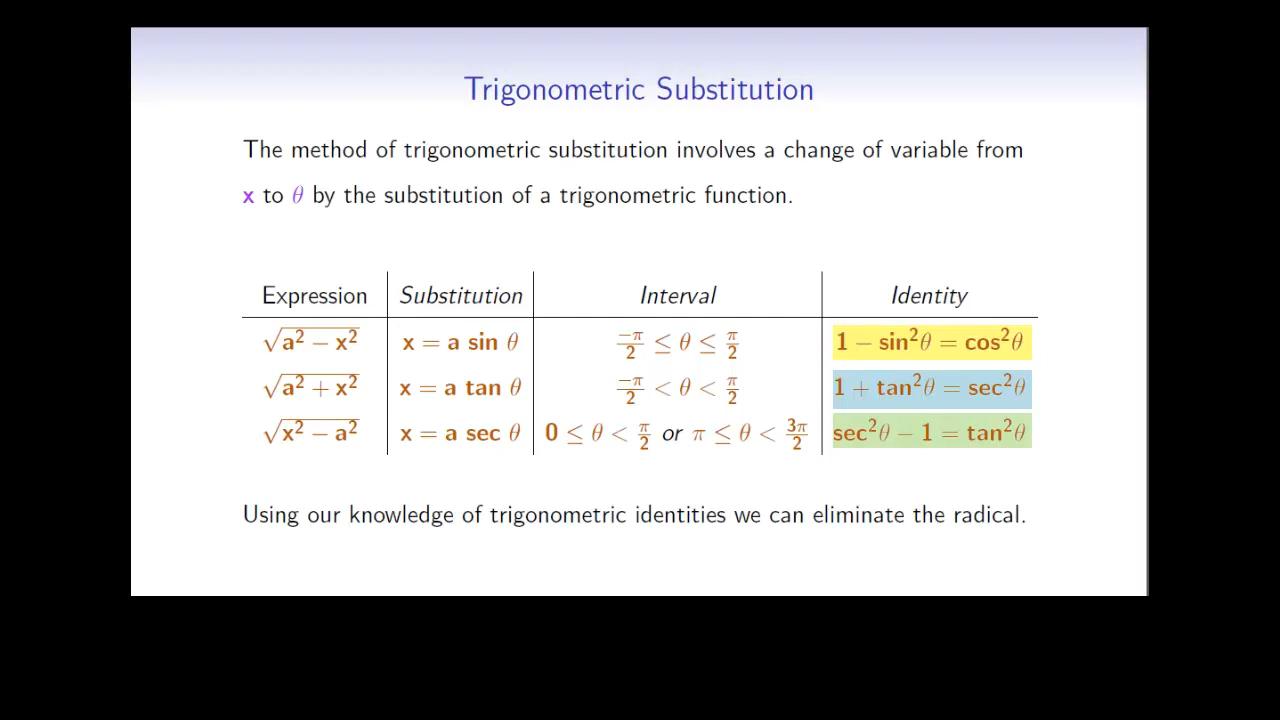 Trigonometric Substitution
The method of trigonometric substitution involves a change of variable from
x to θ by the substitution of a trigonometric function.
Expression Substitution Interval Identity
√(a² − x²) x = a sin θ −π/2 ≤ θ ≤ π/2 1 − sin²θ = cos²θ
√(a² + x²) x = a tan θ −π/2 < θ < π/2 1 + tan²θ = sec²θ
√(x² − a²) x = a sec θ 0 ≤ θ < π/2 or π ≤ θ < 3π/2 sec²θ − 1 = tan²θ
Using our knowledge of trigonometric identities we can eliminate the radical.